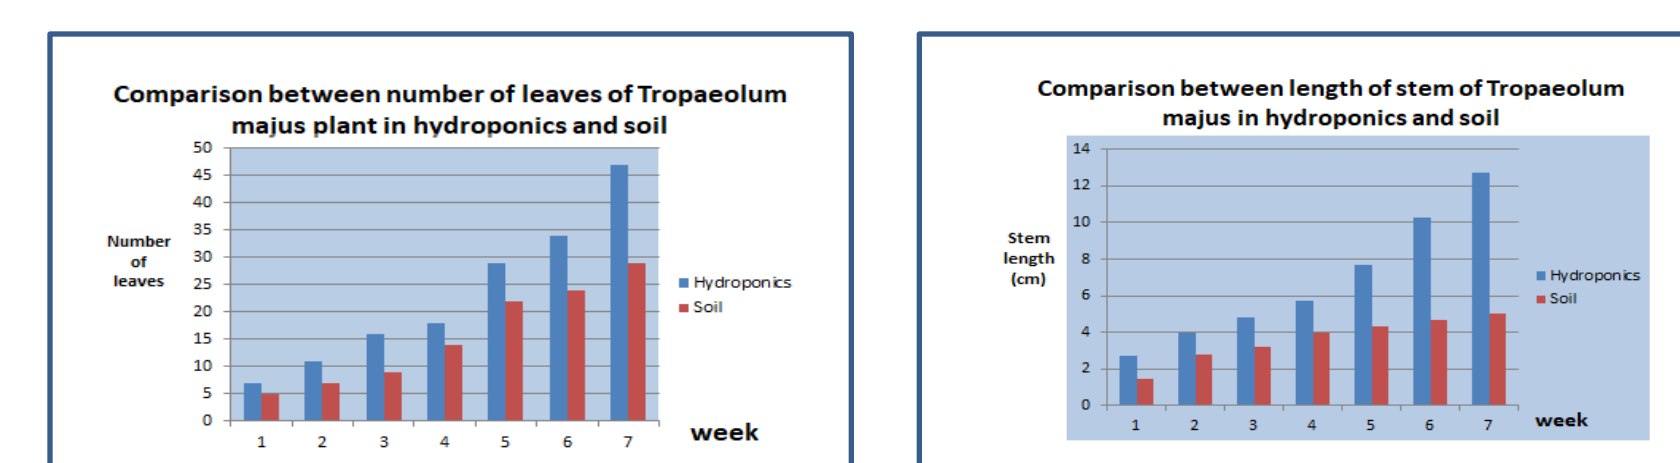 Comparison between number of leaves of Tropaeolum
majus plant in hydroponics and soil
50
45
40
35
30
25
20
15
10
5
0
Number
of
leaves
1 2 3 4 5 6 7
week
Hydroponics
Soil
Comparison between length of stem of Tropaeolum
majus in hydroponics and soil
14
12
10
8
6
4
2
0
Stem
length
(cm)
1 2 3 4 5 6 7
week
Hydroponics
Soil